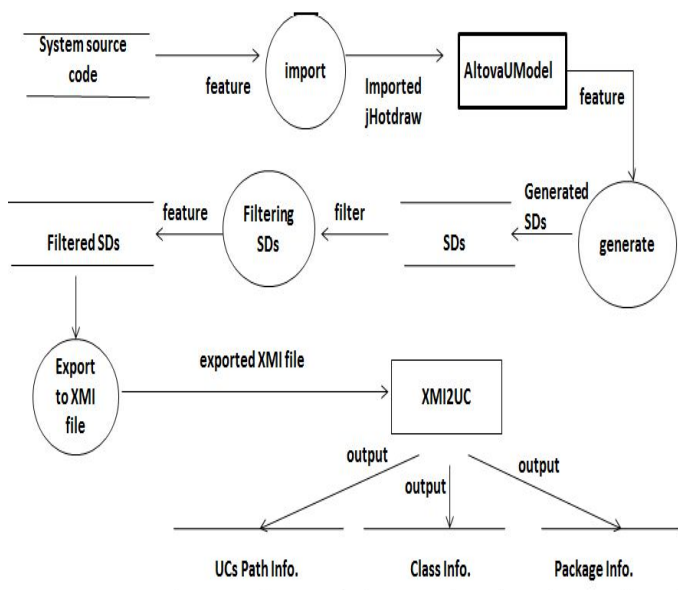 System source
code
feature
import
Imported
jHotdraw
AltovaUModel
feature
Generated
SDs
generate
SDs
filter
Filtering
SDs
feature
Filtered SDs
Export
to XMI
file
exported XMI file
XMI2UC
output
output
output
UCs Path Info.
Class Info.
Package Info.